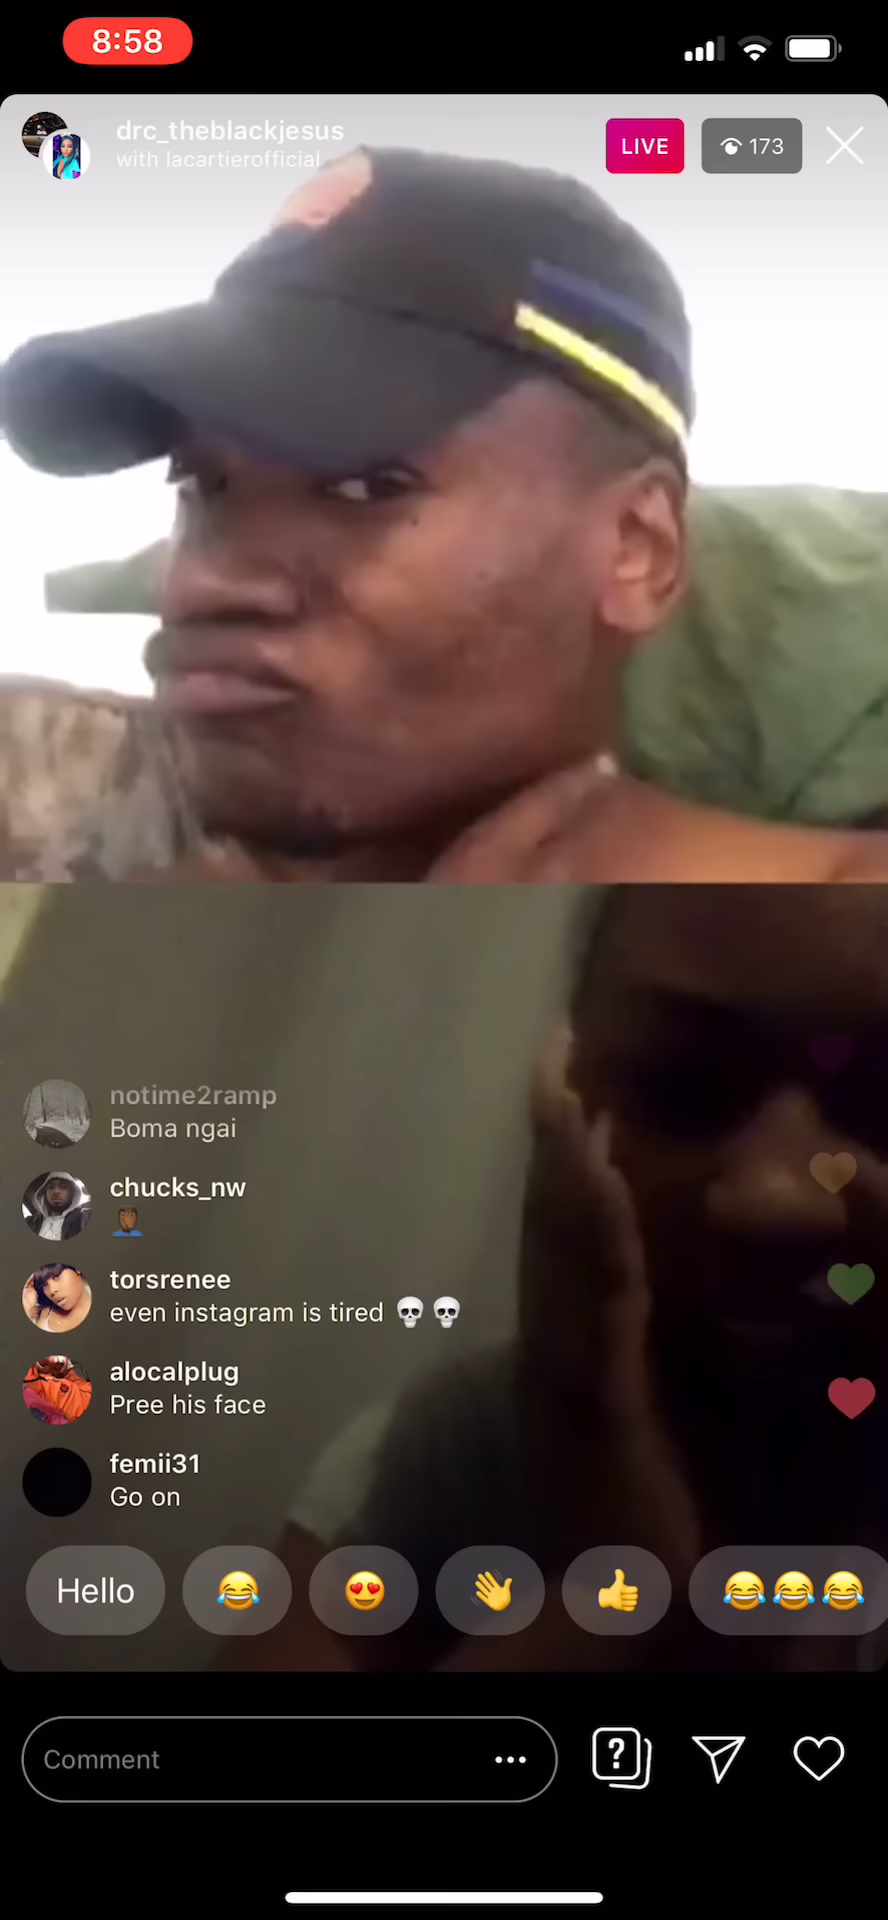 8:58
drc_theblackjesus
with lacartierofficial
LIVE
173
notime2ramp
Boma ngai
chucks_nw
🤦🏾‍♂️
torsrenee
even instagram is tired 💀💀
alocalplug
Pree his face
femii31
Go on
Hello 😂 😍 👋 👍 😂😂😂
Comment
?